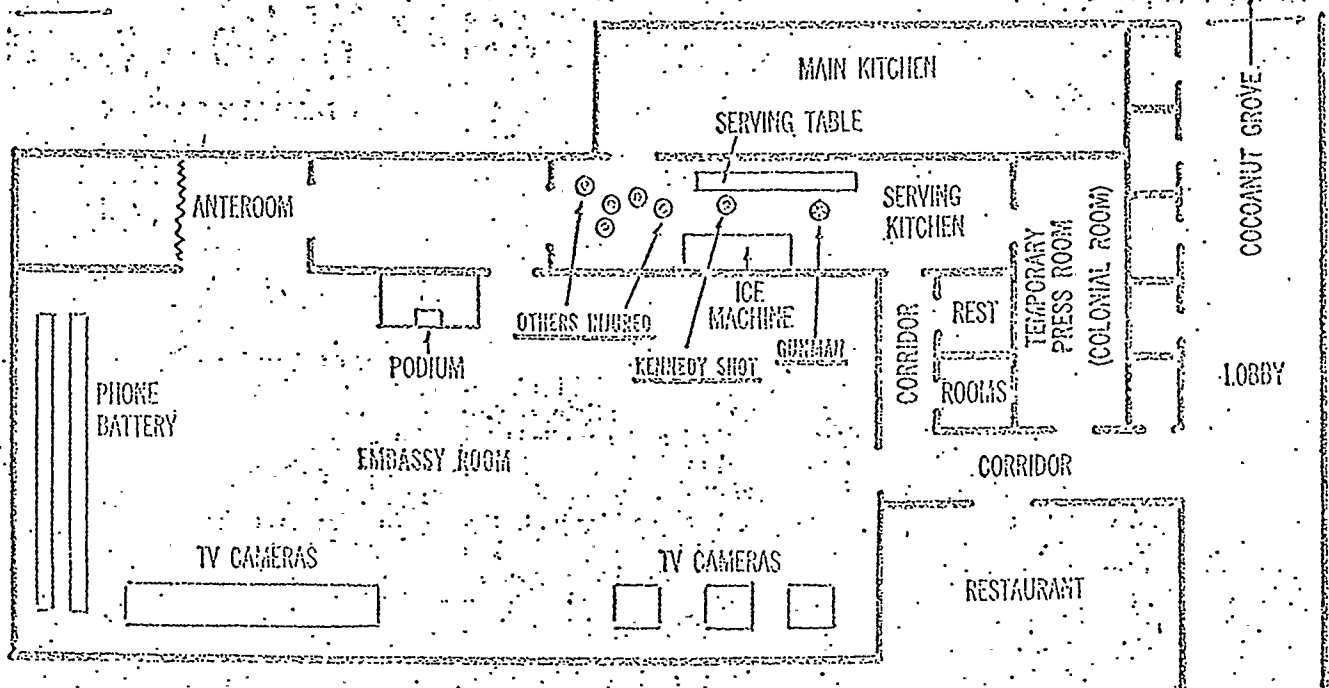 MAIN KITCHEN
SERVING TABLE
COCOANUT GROVE
ANTEROOM
SERVING
KITCHEN
TEMPORARY
PRESS ROOM
(COLONIAL ROOM)
OTHERS INJURED
ICE
MACHINE
CORRIDOR
REST
ROOMS
PODIUM
KENNEDY SHOT
GUNMAN
LOBBY
PHONE
BATTERY
EMBASSY ROOM
CORRIDOR
TV CAMERAS
TV CAMERAS
RESTAURANT